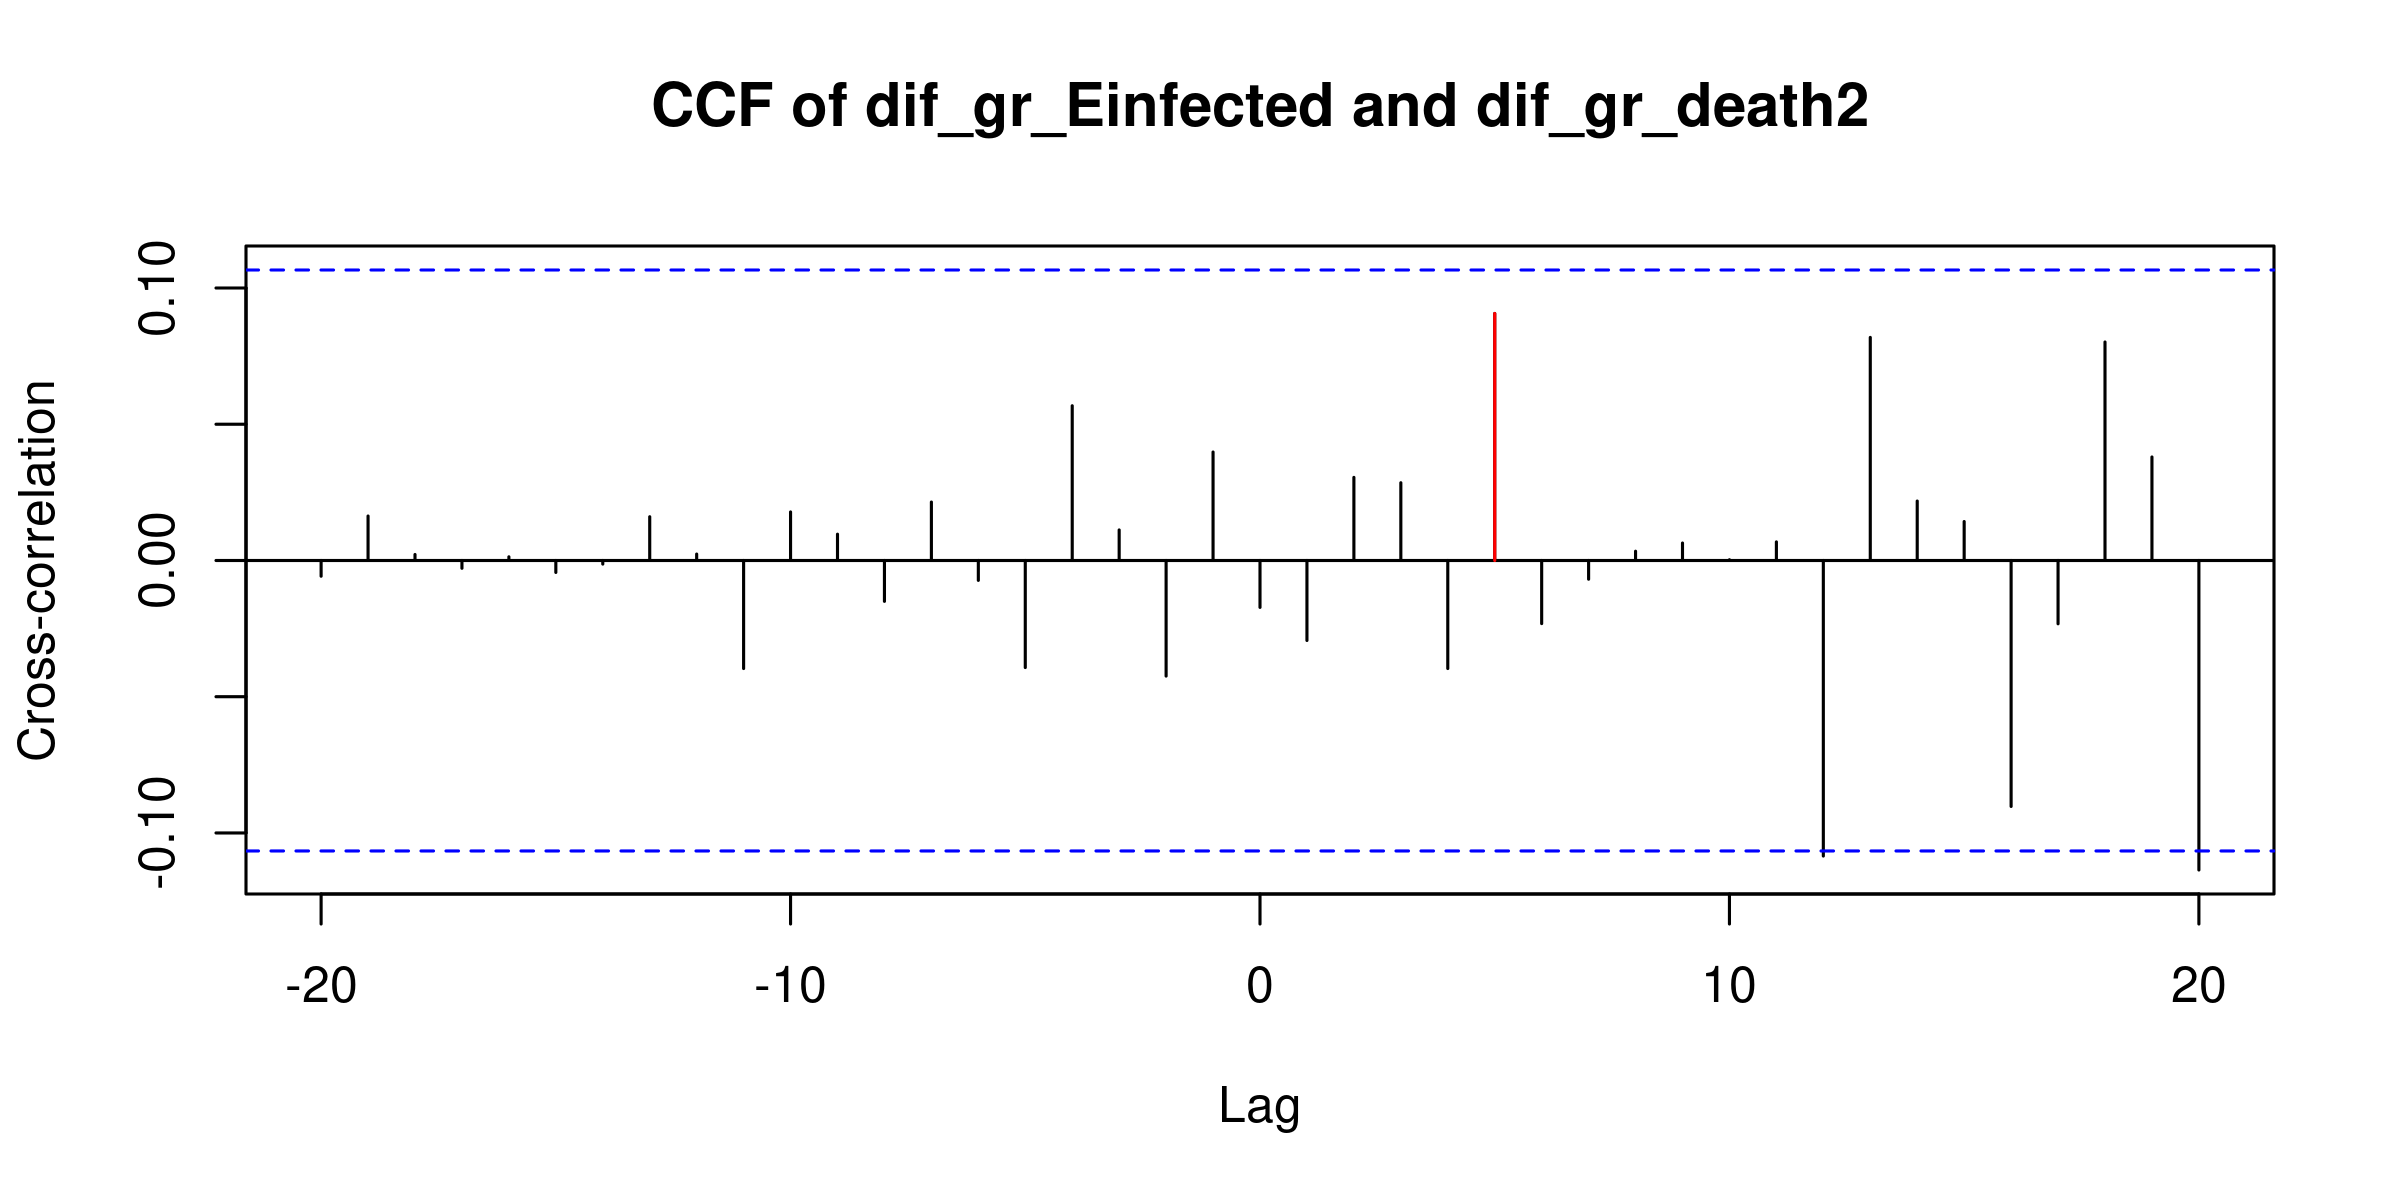 CCF of dif_gr_Einfected and dif_gr_death2
Cross-correlation
0.10
0.00
-0.10
-20 -10 0 10 20
Lag